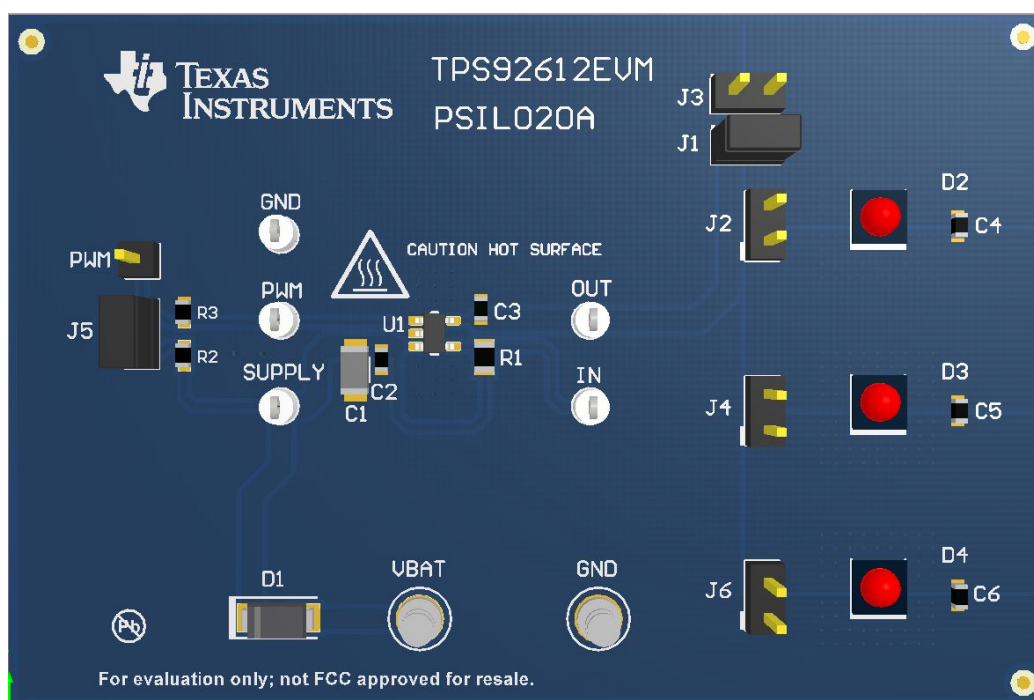 TEXAS
INSTRUMENTS
TPS92612EVM
PSIL020A
J3
J1
GND
J2
D2
C4
PWM
CAUTION HOT SURFACE
PWM
OUT
J5
R3
R2
U1
C3
R1
SUPPLY
IN
C2
C1
J4
D3
C5
D1
VBAT
GND
J6
D4
C6
Pb
For evaluation only; not FCC approved for resale.